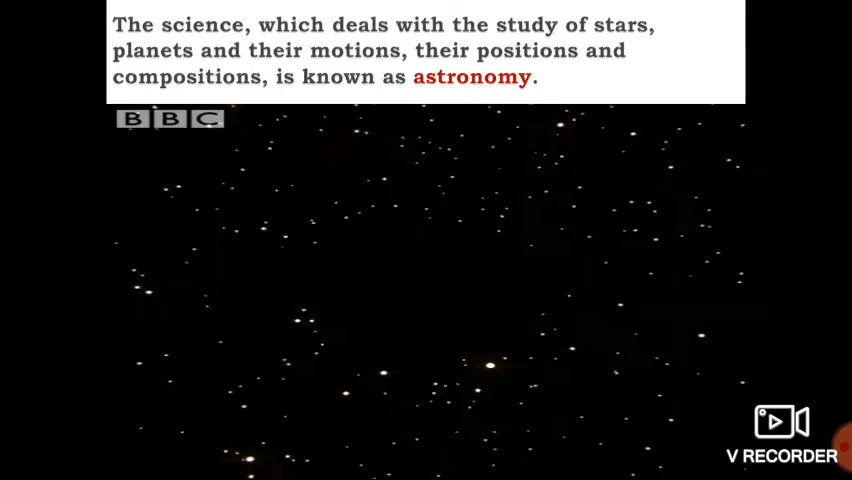 The science, which deals with the study of stars,
planets and their motions, their positions and
compositions, is known as astronomy.
BBC
V RECORDER